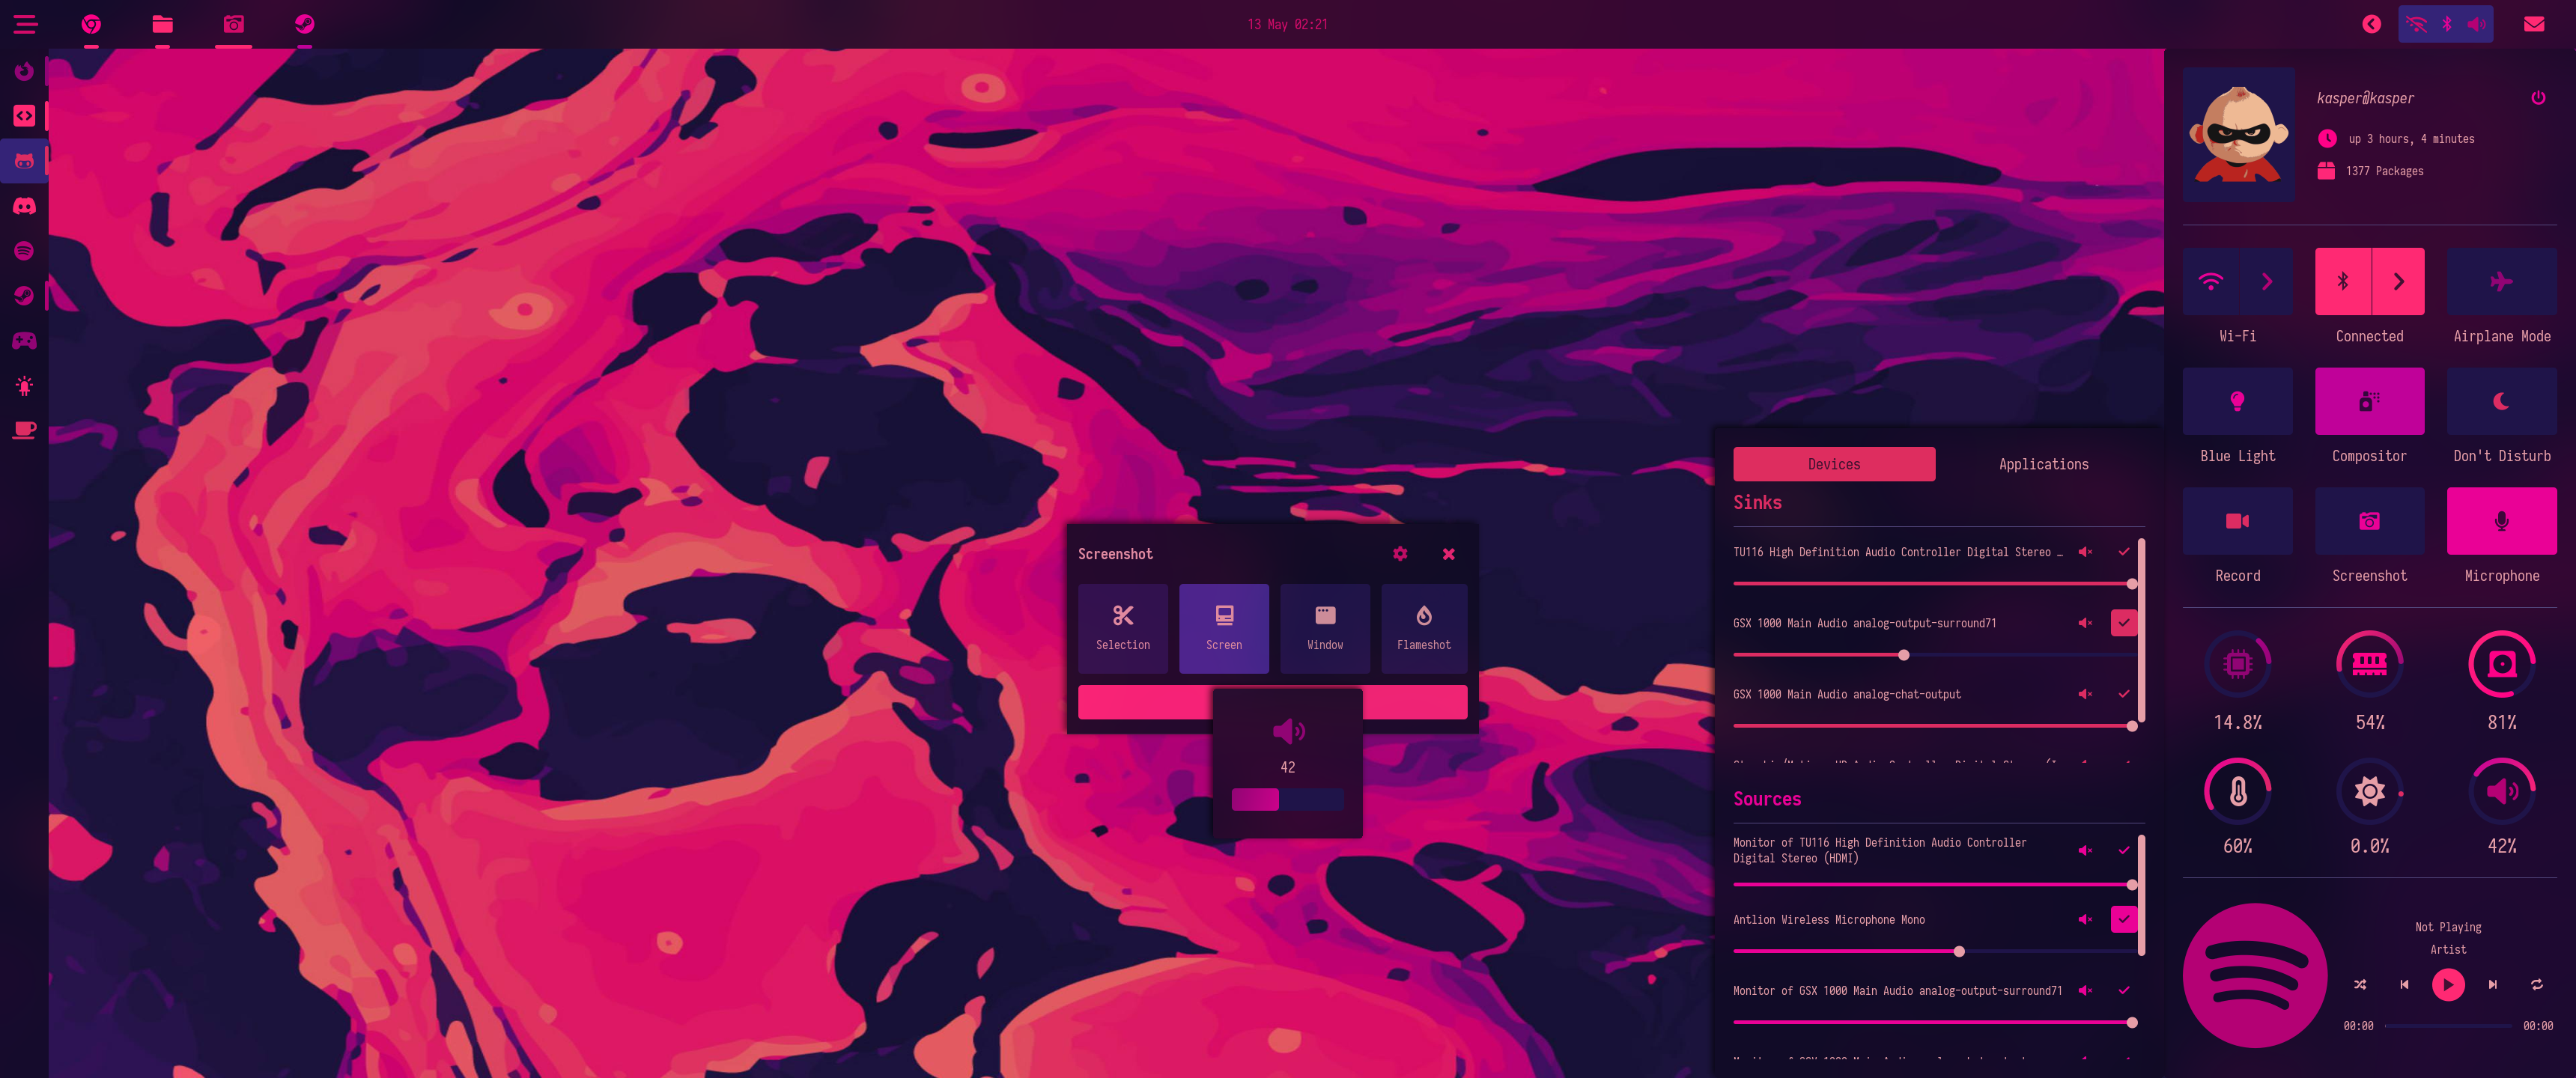 13 May 02:21
kasper@kasper
up 3 hours, 4 minutes
1377 Packages
Wi-Fi
Connected
Airplane Mode
Blue Light
Compositor
Don't Disturb
Record
Screenshot
Microphone
14.8%
54%
81%
60%
0.0%
42%
Not Playing
Artist
00:00
00:00
Devices
Applications
Sinks
TU116 High Definition Audio Controller Digital Stereo …
GSX 1000 Main Audio analog-output-surround71
GSX 1000 Main Audio analog-chat-output
Sources
Monitor of TU116 High Definition Audio Controller
Digital Stereo (HDMI)
Antlion Wireless Microphone Mono
Monitor of GSX 1000 Main Audio analog-output-surround71
Screenshot
Selection
Screen
Window
Flameshot
42